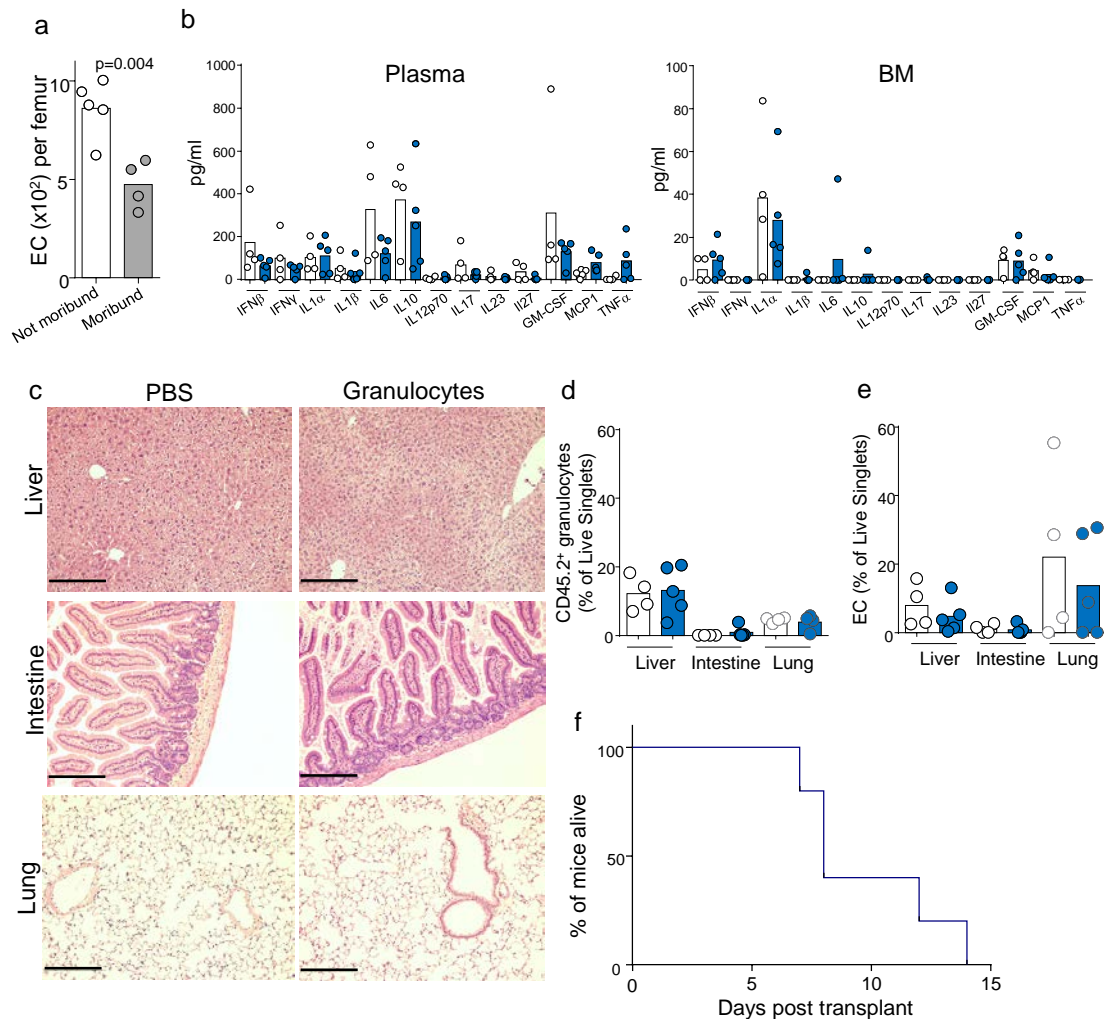 a
p=0.004
EC (x10²) per femur
10
5
0
Not moribund
Moribund
b
Plasma
pg/ml
1000
800
600
400
200
0
IFNβ
IFNγ
IL1α
IL1β
IL6
IL10
IL12p70
IL17
IL23
Il27
GM-CSF
MCP1
TNFα
BM
pg/ml
100
80
60
40
20
0
IFNβ
IFNγ
IL1α
IL1β
IL6
IL10
IL12p70
IL17
IL23
Il27
GM-CSF
MCP1
TNFα
c
PBS
Granulocytes
Liver
Intestine
Lung
d
CD45.2⁺ granulocytes
(% of Live Singlets)
60
40
20
0
Liver
Intestine
Lung
e
EC (% of Live Singlets)
60
40
20
0
Liver
Intestine
Lung
f
% of mice alive
100
50
0
0
5
10
15
Days post transplant